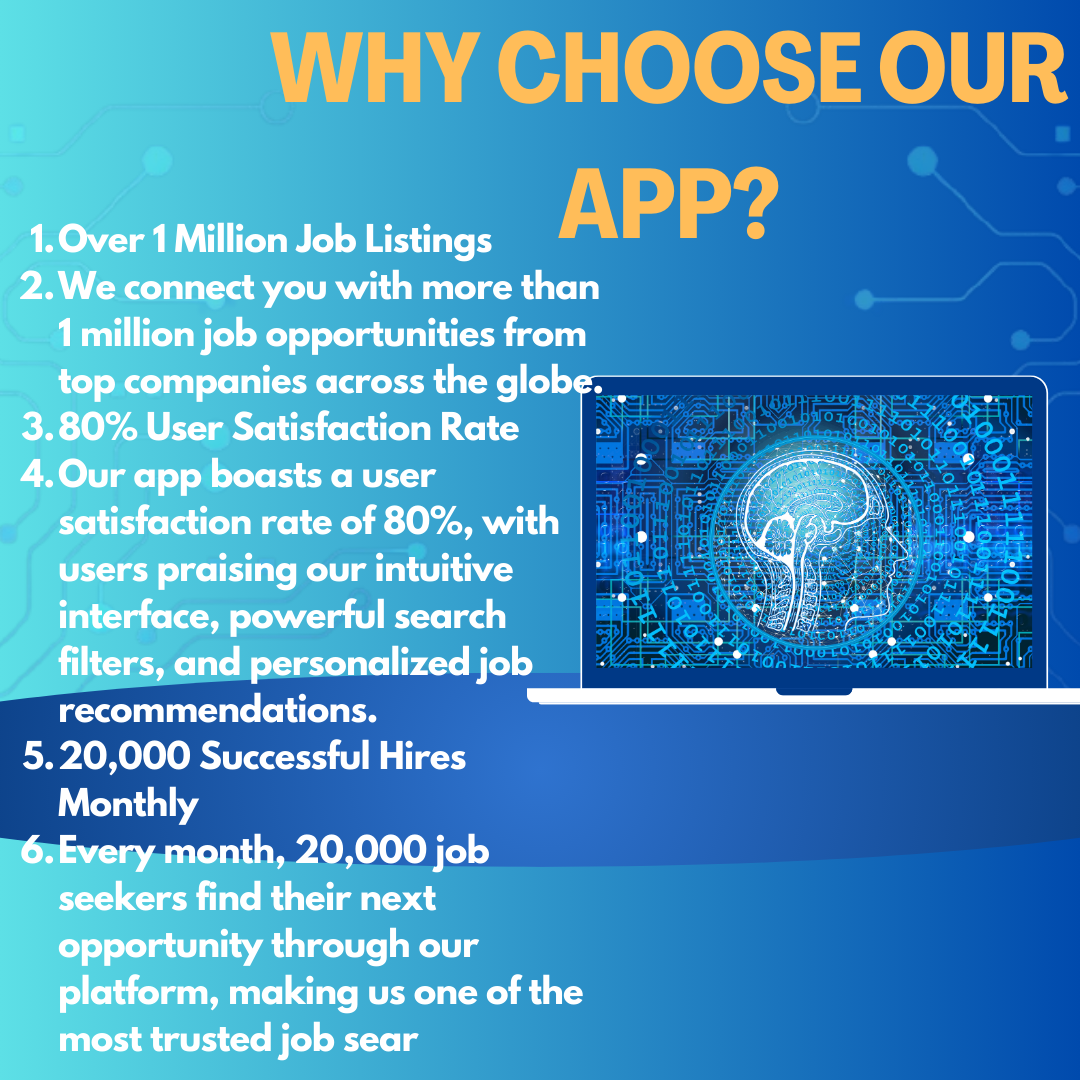 WHY CHOOSE OUR
APP?
1. Over 1 Million Job Listings
2. We connect you with more than
1 million job opportunities from
top companies across the globe.
3. 80% User Satisfaction Rate
4. Our app boasts a user
satisfaction rate of 80%, with
users praising our intuitive
interface, powerful search
filters, and personalized job
recommendations.
5. 20,000 Successful Hires
Monthly
6. Every month, 20,000 job
seekers find their next
opportunity through our
platform, making us one of the
most trusted job sear